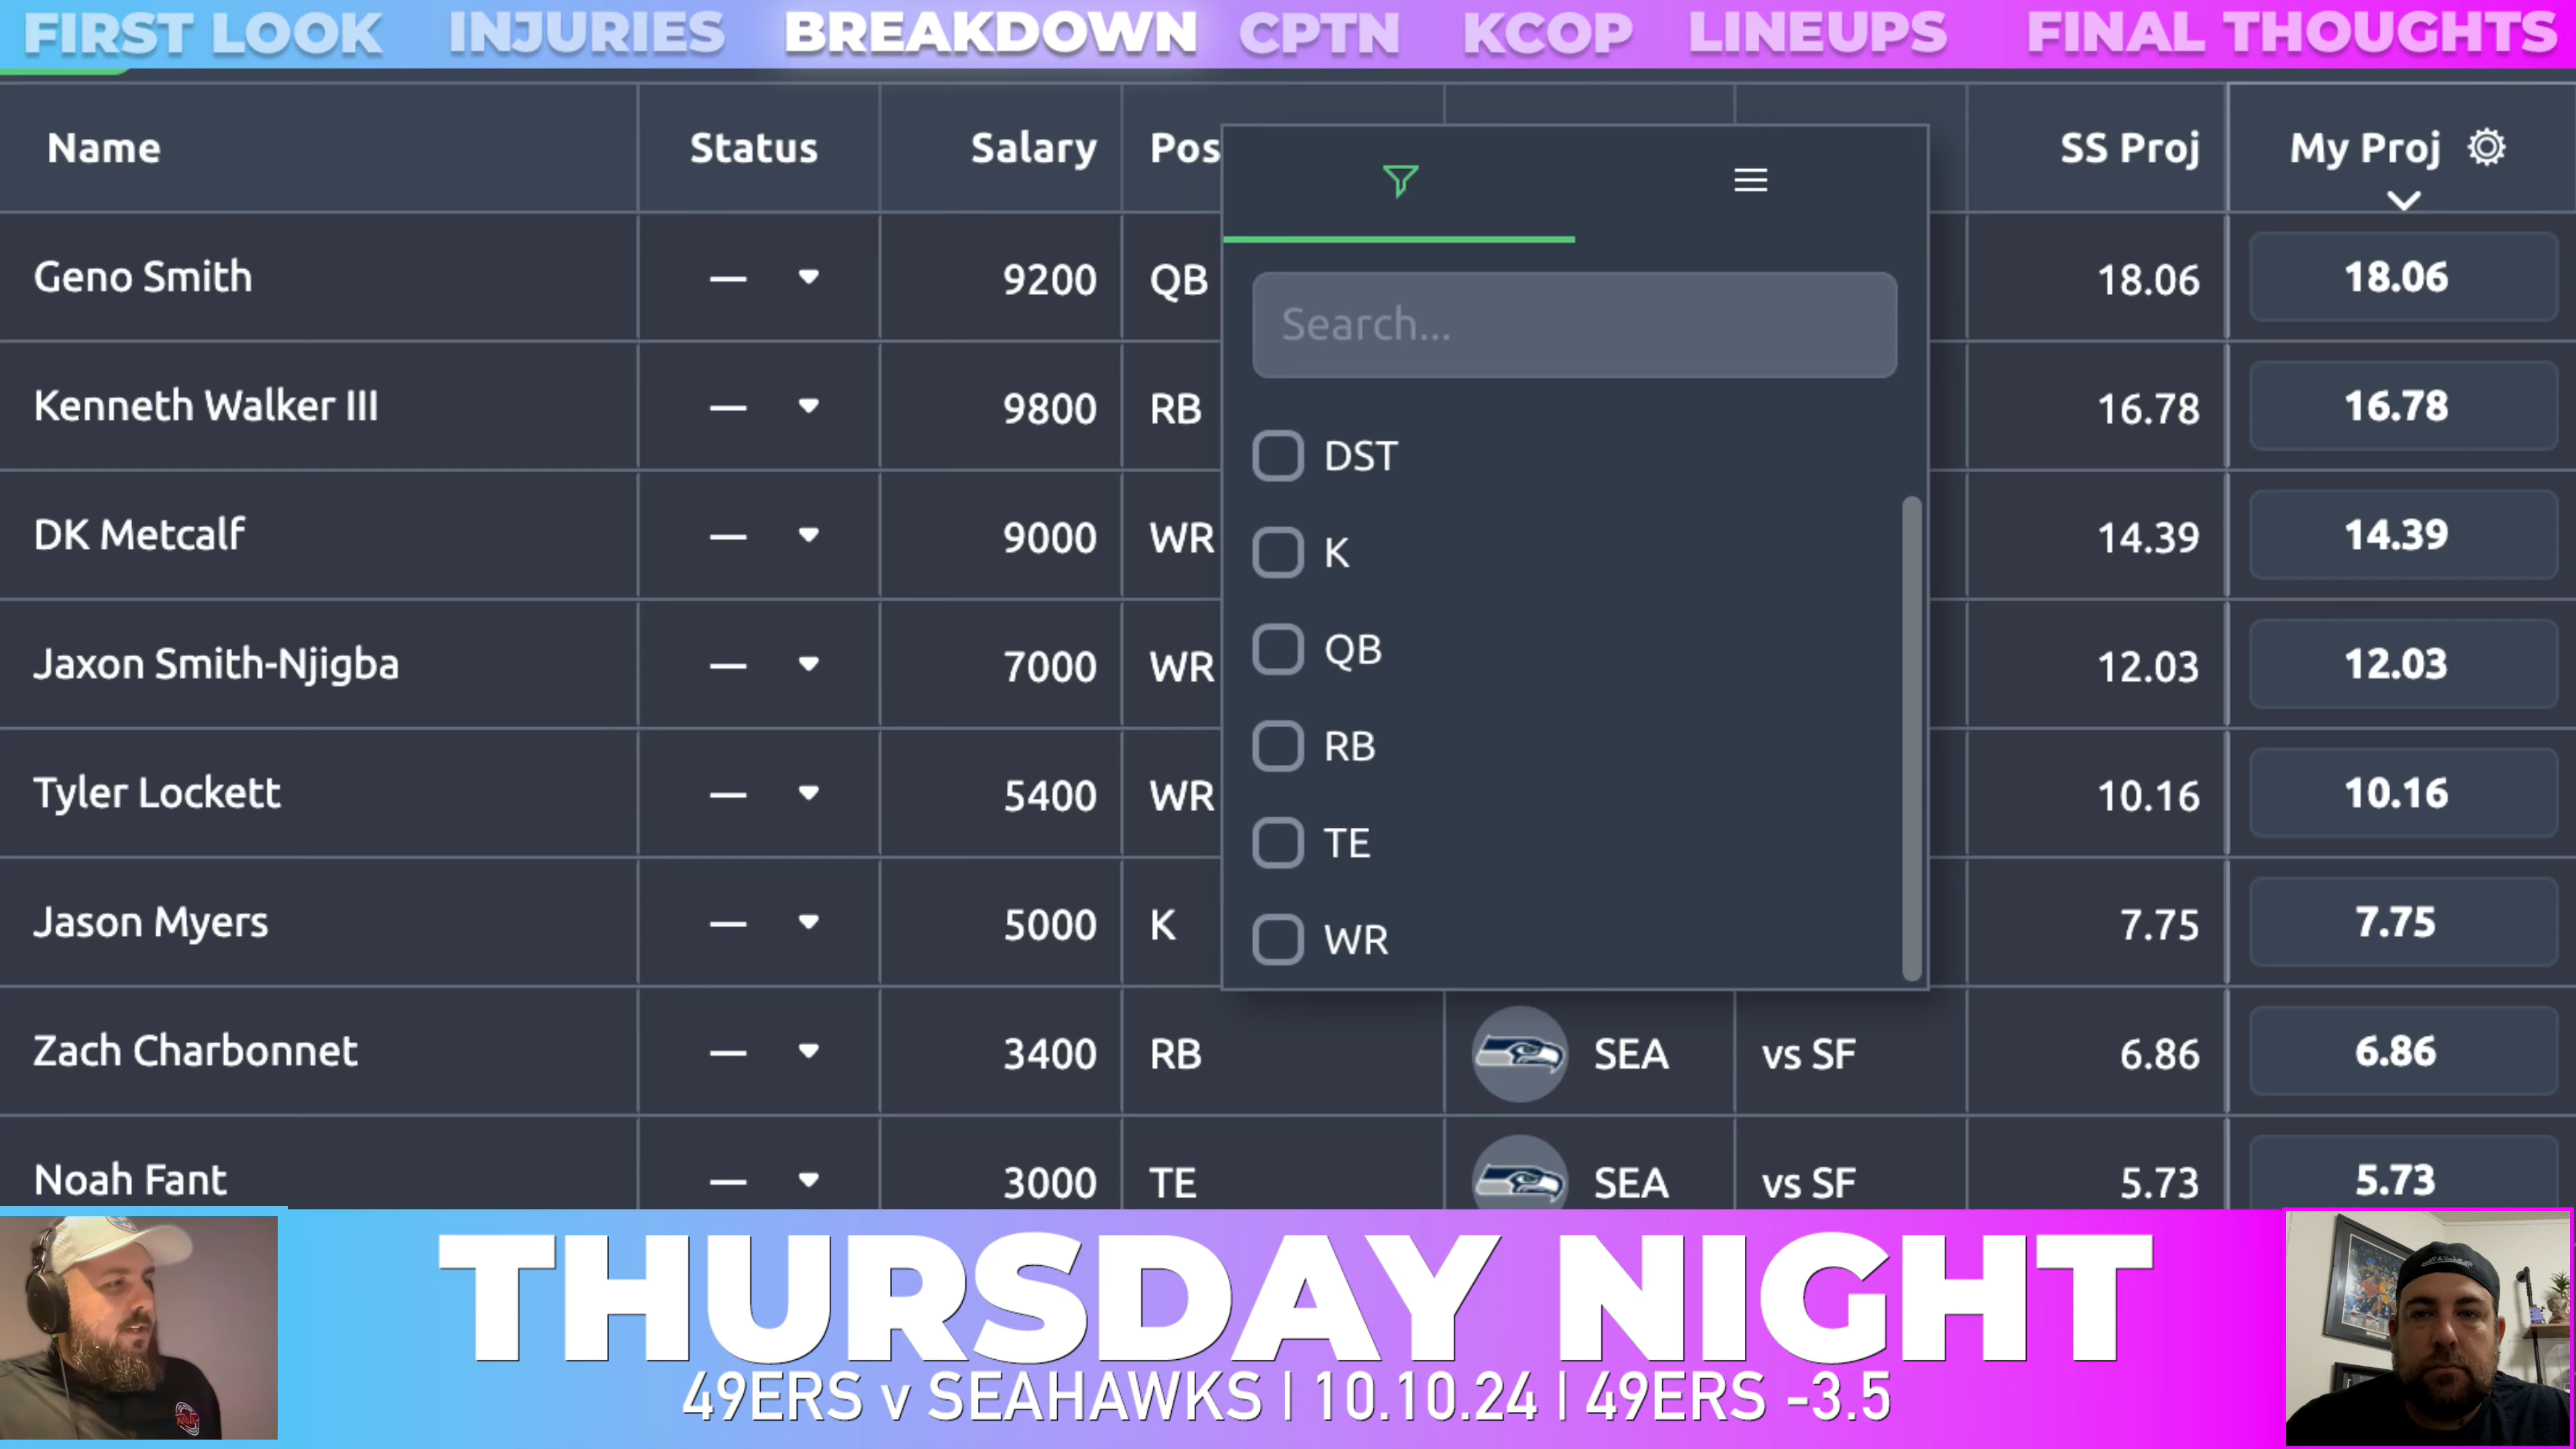 FIRST LOOK INJURIES BREAKDOWN CPTN KCOP LINEUPS FINAL THOUGHTS
Name Status Salary Pos SS Proj My Proj
Geno Smith — 9200 QB 18.06 18.06
Search...
Kenneth Walker III — 9800 RB 16.78 16.78
DST
DK Metcalf — 9000 WR 14.39 14.39
K
QB
Jaxon Smith-Njigba — 7000 WR 12.03 12.03
RB
Tyler Lockett — 5400 WR 10.16 10.16
TE
Jason Myers — 5000 K 7.75 7.75
WR
Zach Charbonnet — 3400 RB SEA vs SF 6.86 6.86
Noah Fant — 3000 TE SEA vs SF 5.73 5.73
THURSDAY NIGHT
49ERS v SEAHAWKS | 10.10.24 | 49ERS -3.5